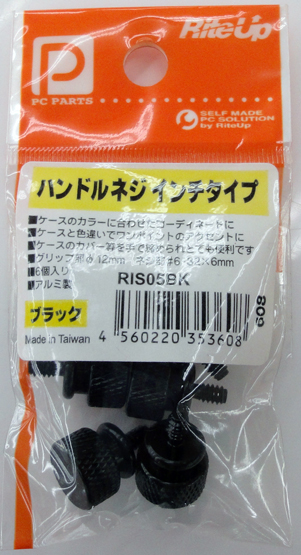 P
PC PARTS
RiteUp
SELF MADE
PC SOLUTION
by RiteUp
ハンドルネジ インチタイプ
■ケースのカラーに合わせたコーディネートに
■ケースと色違いでワンポイントのアクセントに
■ケースのカバー等を手で締められとても便利です
■グリップ部φ12mm ネジ部#6-32×6mm
■6個入り
■アルミ製
RIS05BK
ブラック
Made in Taiwan
4 560220 353608
608